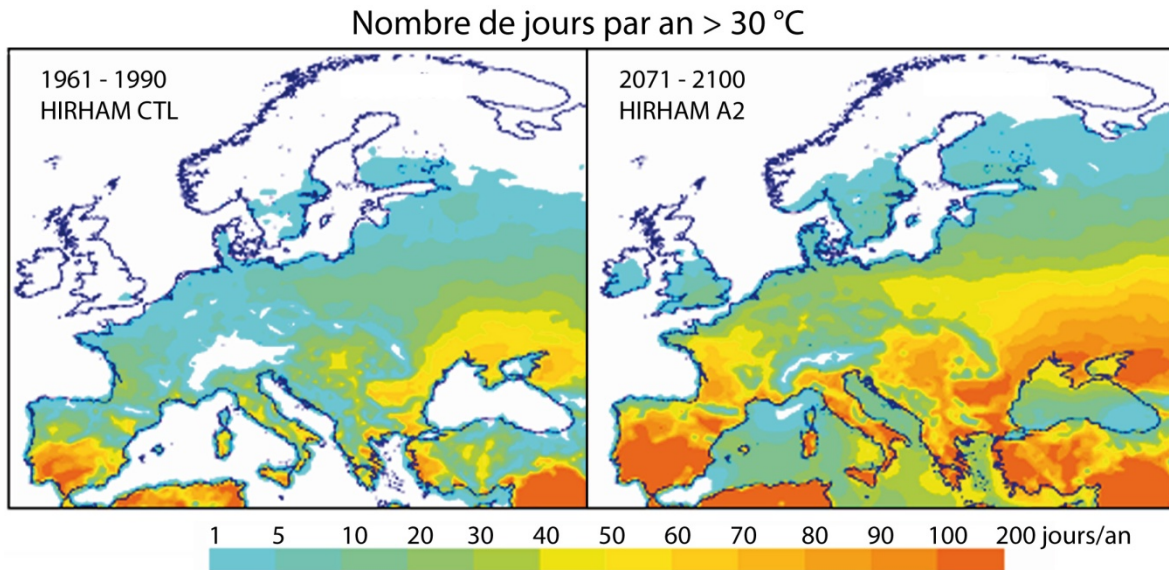 Nombre de jours par an > 30 °C
1961 - 1990
HIRHAM CTL
2071 - 2100
HIRHAM A2
1 5 10 20 30 40 50 60 70 80 90 100 200 jours/an